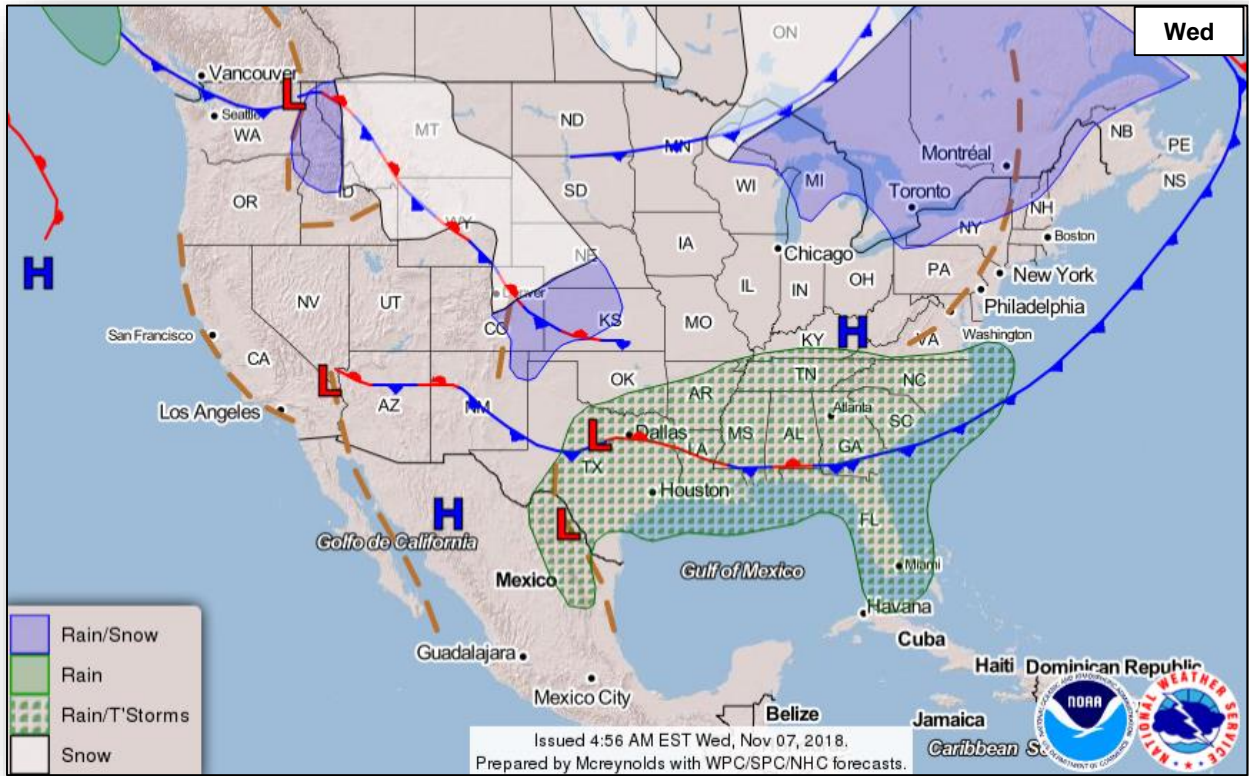 Wed
ON
Vancouver
L
Seattle
WA
MT
ND
MN
Montréal
NB
PE
NS
OR
ID
SD
WI
MI
Toronto
NH
NY
Boston
WY
H
NE
IA
Chicago
PA
New York
NV
UT
Denver
IL
IN
OH
Philadelphia
San Francisco
CO
KS
MO
KY
H
VA
Washington
CA
L
OK
TN
NC
Los Angeles
AZ
NM
AR
Atlanta
SC
L
Dallas
LA
MS
AL
GA
TX
Houston
H
L
FL
Golfo de California
Mexico
Gulf of Mexico
Miami
Havana
Cuba
Guadalajara
Haiti
Dominican Republic
Mexico City
Belize
Jamaica
Caribbean Se
Rain/Snow
Rain
Rain/T'Storms
Snow
Issued 4:56 AM EST Wed, Nov 07, 2018.
Prepared by Mcreynolds with WPC/SPC/NHC forecasts.
NOAA
NATIONAL WEATHER SERVICE